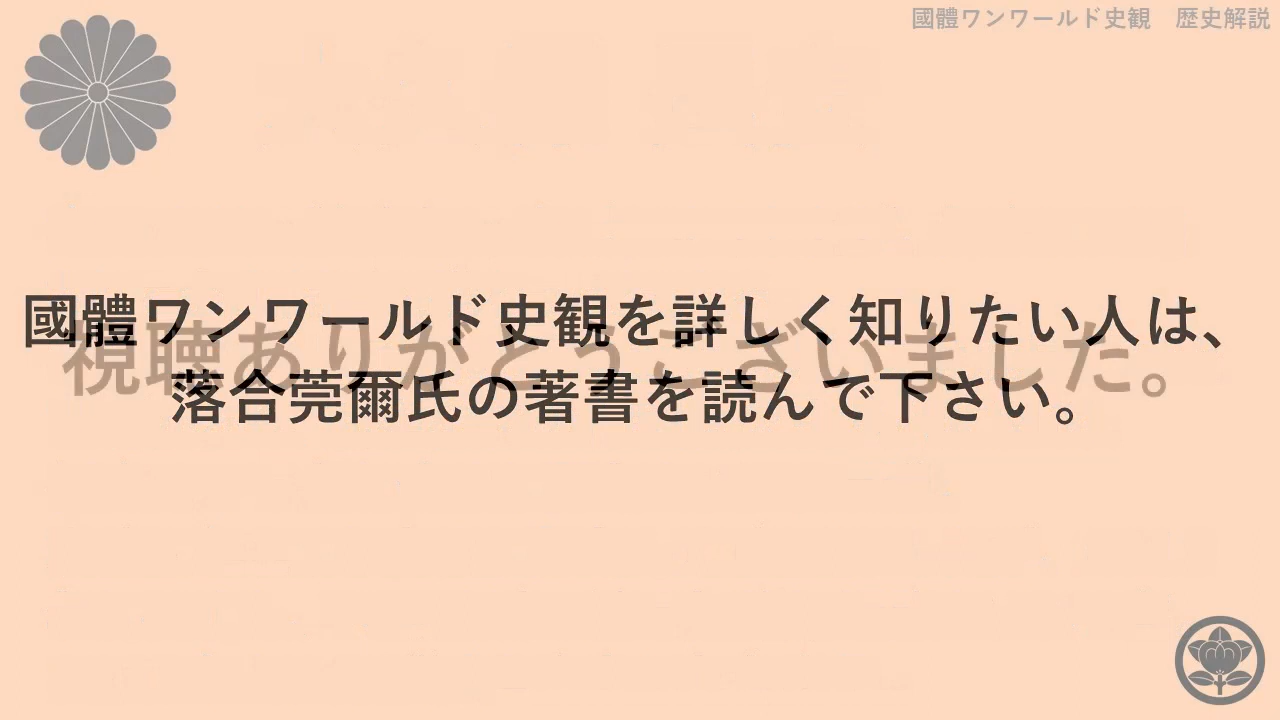 國體ワンワールド史観　歴史解説
國體ワンワールド史観を詳しく知りたい人は、
視聴ありがとうございました。
落合莞爾氏の著書を読んで下さい。